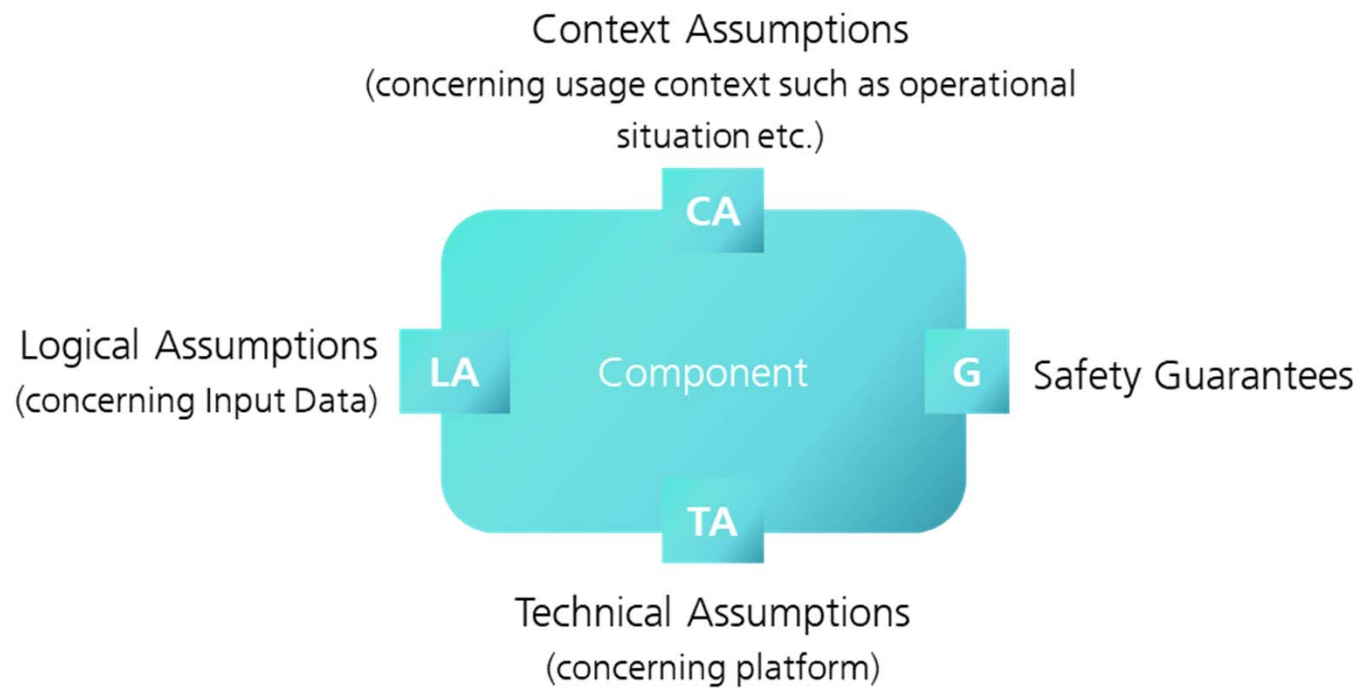 Context Assumptions
(concerning usage context such as operational
situation etc.)
CA
Logical Assumptions
(concerning Input Data)
LA
Component
G
Safety Guarantees
TA
Technical Assumptions
(concerning platform)